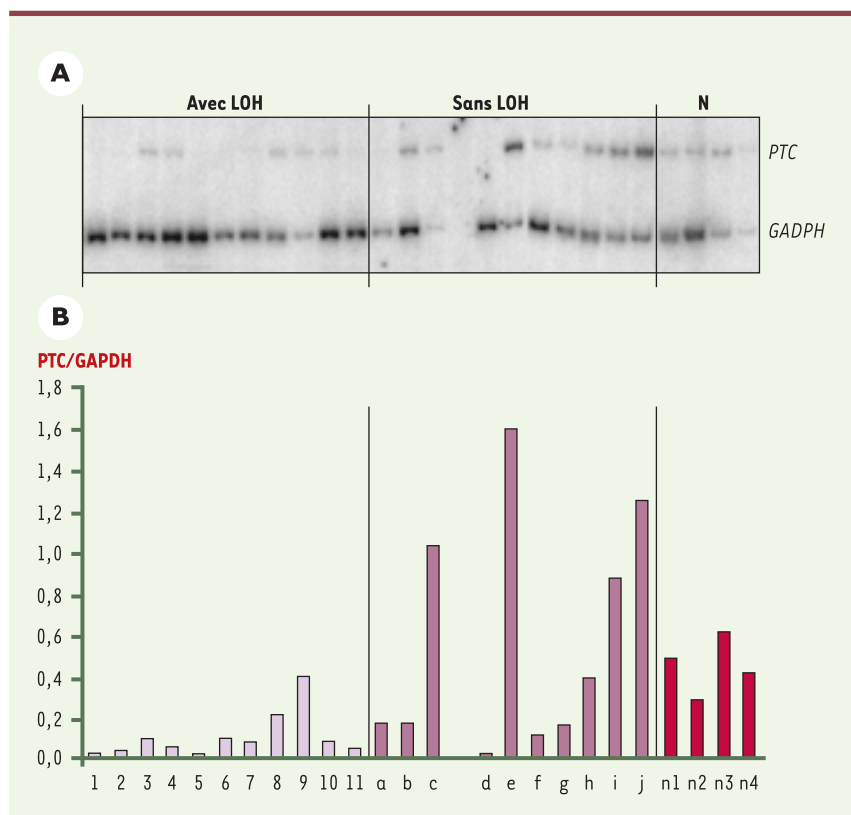 A
Avec LOH Sans LOH N
PTC
GADPH
B
PTC/GAPDH
1,8
1,6
1,4
1,2
1,0
0,8
0,6
0,4
0,2
0,0
1 2 3 4 5 6 7 8 9 10 11 a b c d e f g h i j n1 n2 n3 n4